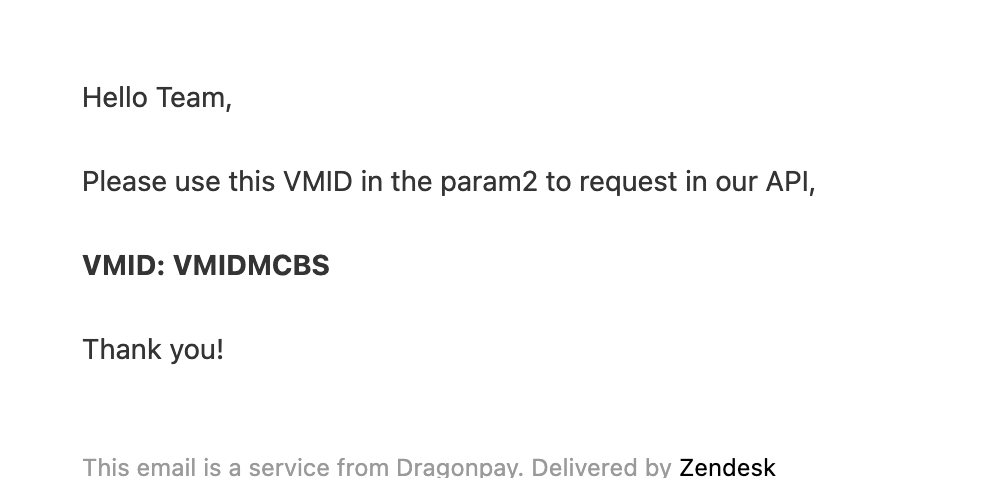 Hello Team,
Please use this VMID in the param2 to request in our API,
VMID: VMIDMCBS
Thank you!
This email is a service from Dragonpay. Delivered by Zendesk